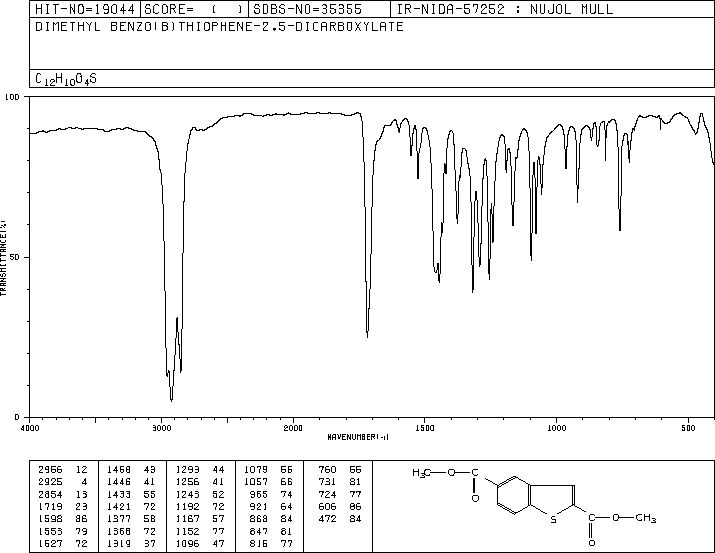 HIT-NO=19044 SCORE= ( ) SDBS-NO=35355 IR-NIDA-57252 : NUJOL MULL
DIMETHYL BENZO(B)THIOPHENE-2,5-DICARBOXYLATE
C12H10O4S
100
50
0
TRANSMITTANCE(%)
4000 3000 2000 1500 1000 500
WAVENUMBER(-1)
2956 12 1458 43 1293 44 1079 55 760 55
2925 4 1446 41 1256 41 1057 66 731 81
2854 13 1433 55 1243 52 965 74 724 77
1719 23 1421 72 1192 72 921 64 606 86
1598 86 1377 58 1167 57 868 84 472 84
1553 79 1368 72 1152 77 847 81
1527 72 1319 37 1096 47 816 77
H3C O C O S C O CH3 O